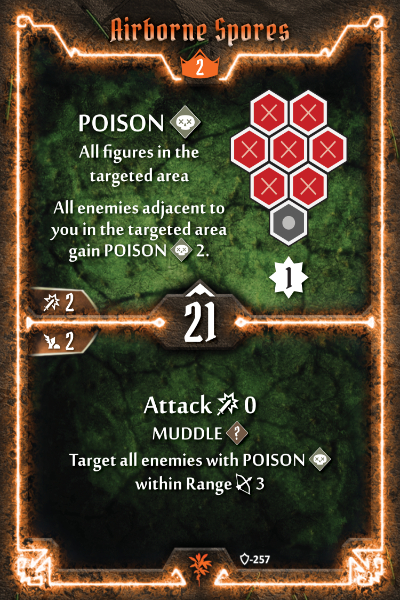 Airborne Spores
2
POISON
All figures in the
targeted area
All enemies adjacent to
you in the targeted area
gain POISON 2.
1
2
21
2
Attack 0
MUDDLE ?
Target all enemies with POISON
within Range 3
-257